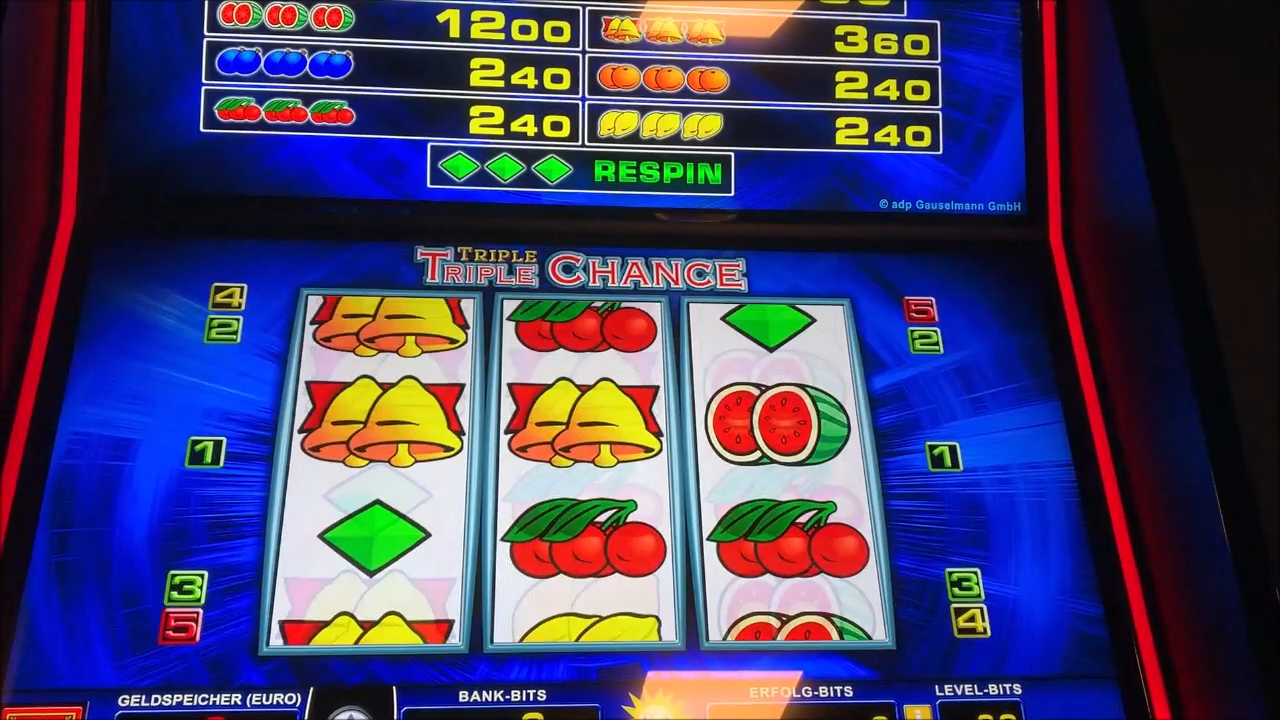 1200
360
240
240
240
240
RESPIN
© adp Gauselmann GmbH
TRIPLE
TRIPLE CHANCE
4
5
2
2
1
1
3
3
5
4
GELDSPEICHER (EURO)
BANK-BITS
ERFOLG-BITS
LEVEL-BITS